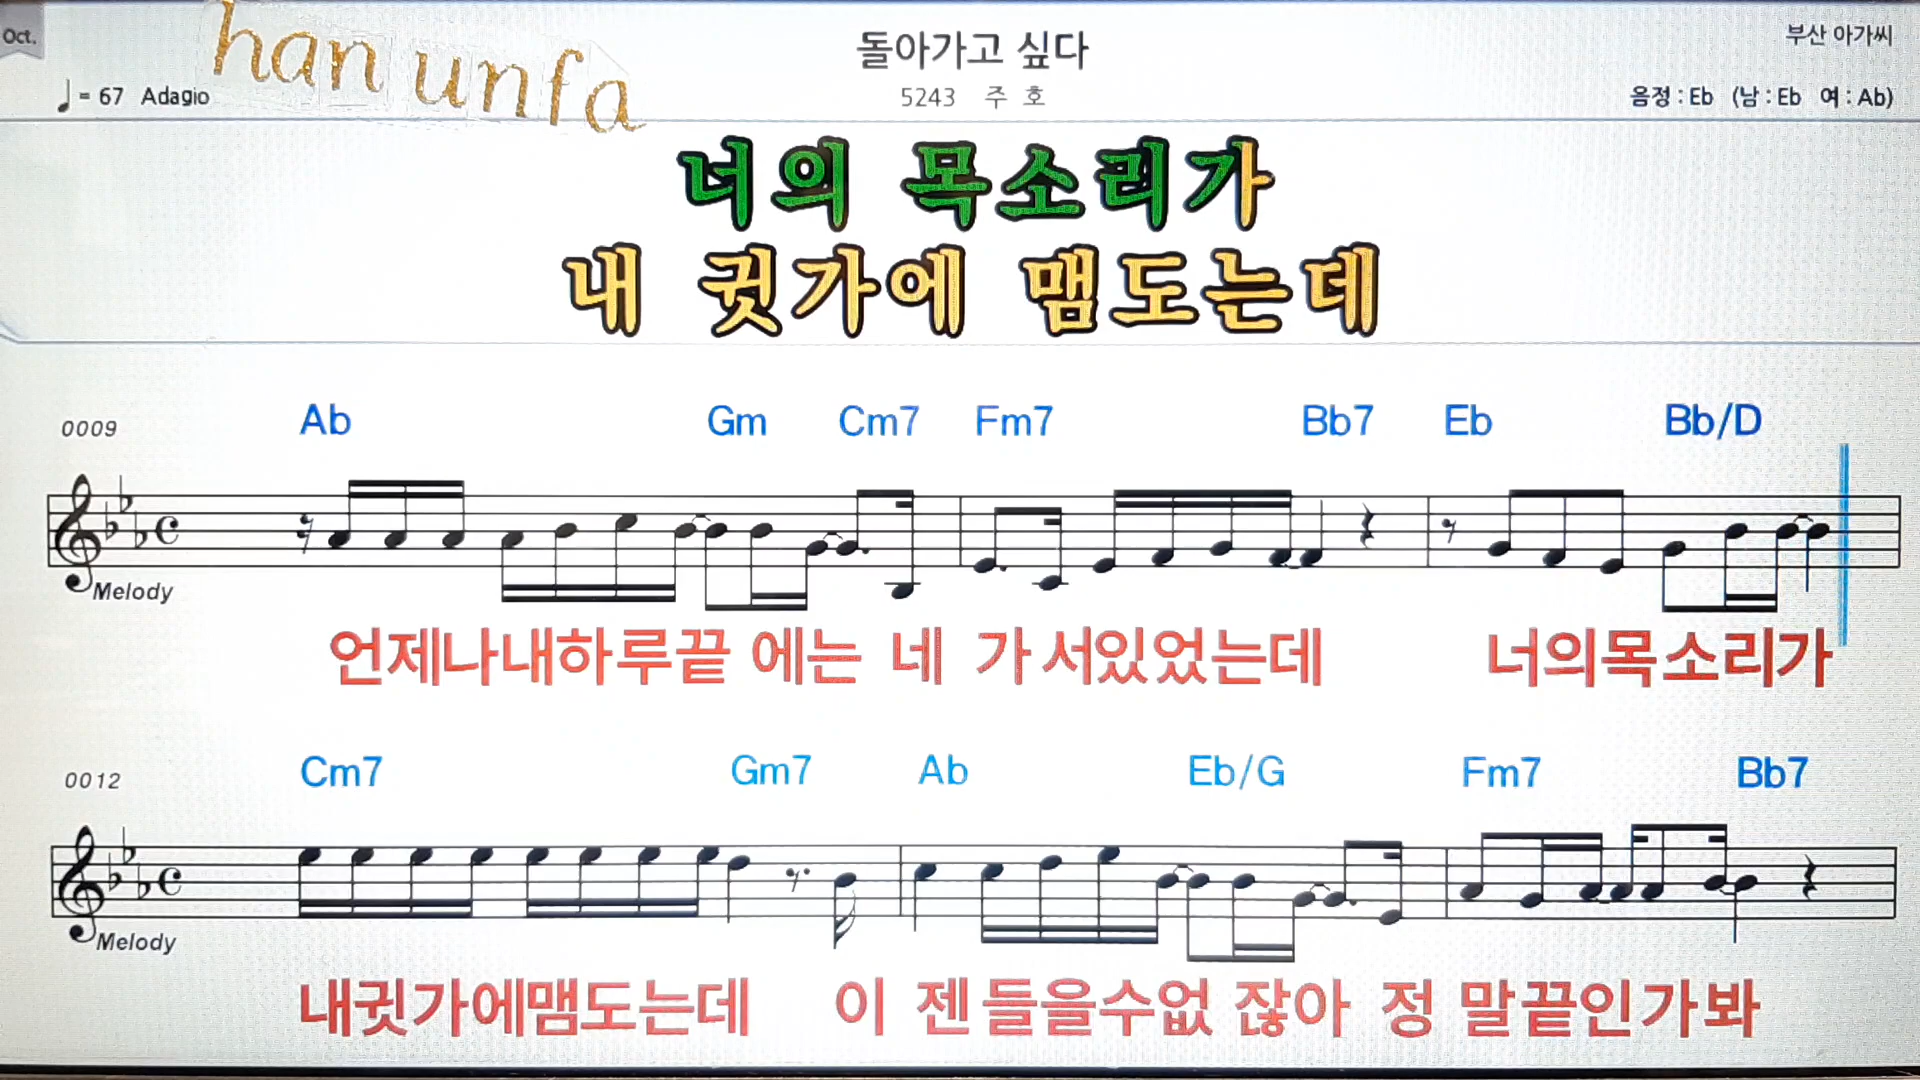 Oct.
han unfa
돌아가고 싶다
부산 아가씨
♩= 67 Adagio
5243 주 호
음정 : Eb (남 : Eb 여 : Ab)
너의 목소리가
내 귓가에 맴도는데
0009 Ab Gm Cm7 Fm7 Bb7 Eb Bb/D
Melody
언제나내하루끝 에는 네 가 서있었는데 너의목소리가
0012 Cm7 Gm7 Ab Eb/G Fm7 Bb7
Melody
내귓가에맴도는데 이 젠들을수없 잖아 정 말끝인가봐